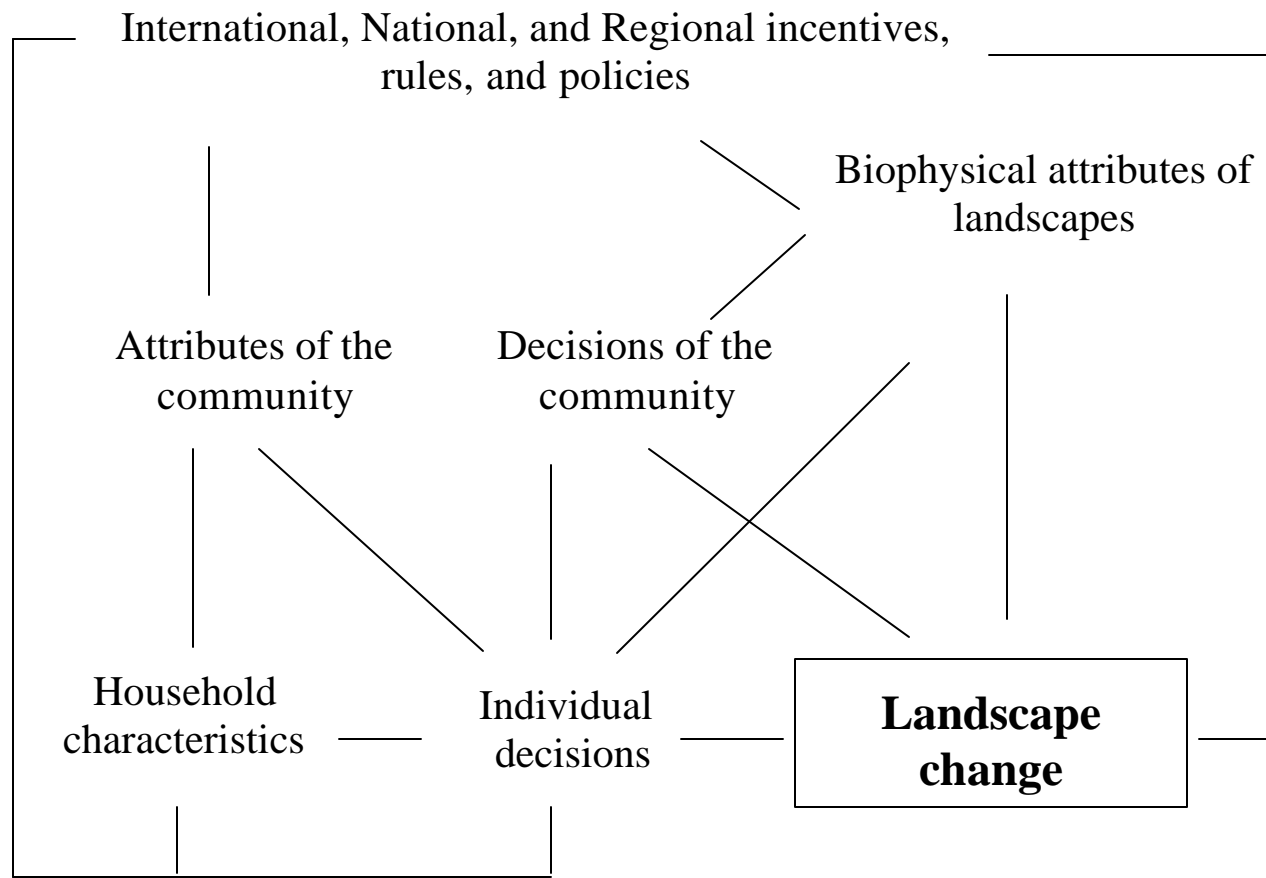 International, National, and Regional incentives,
rules, and policies
Biophysical attributes of
landscapes
Attributes of the
community
Decisions of the
community
Household
characteristics
Individual
decisions
Landscape
change